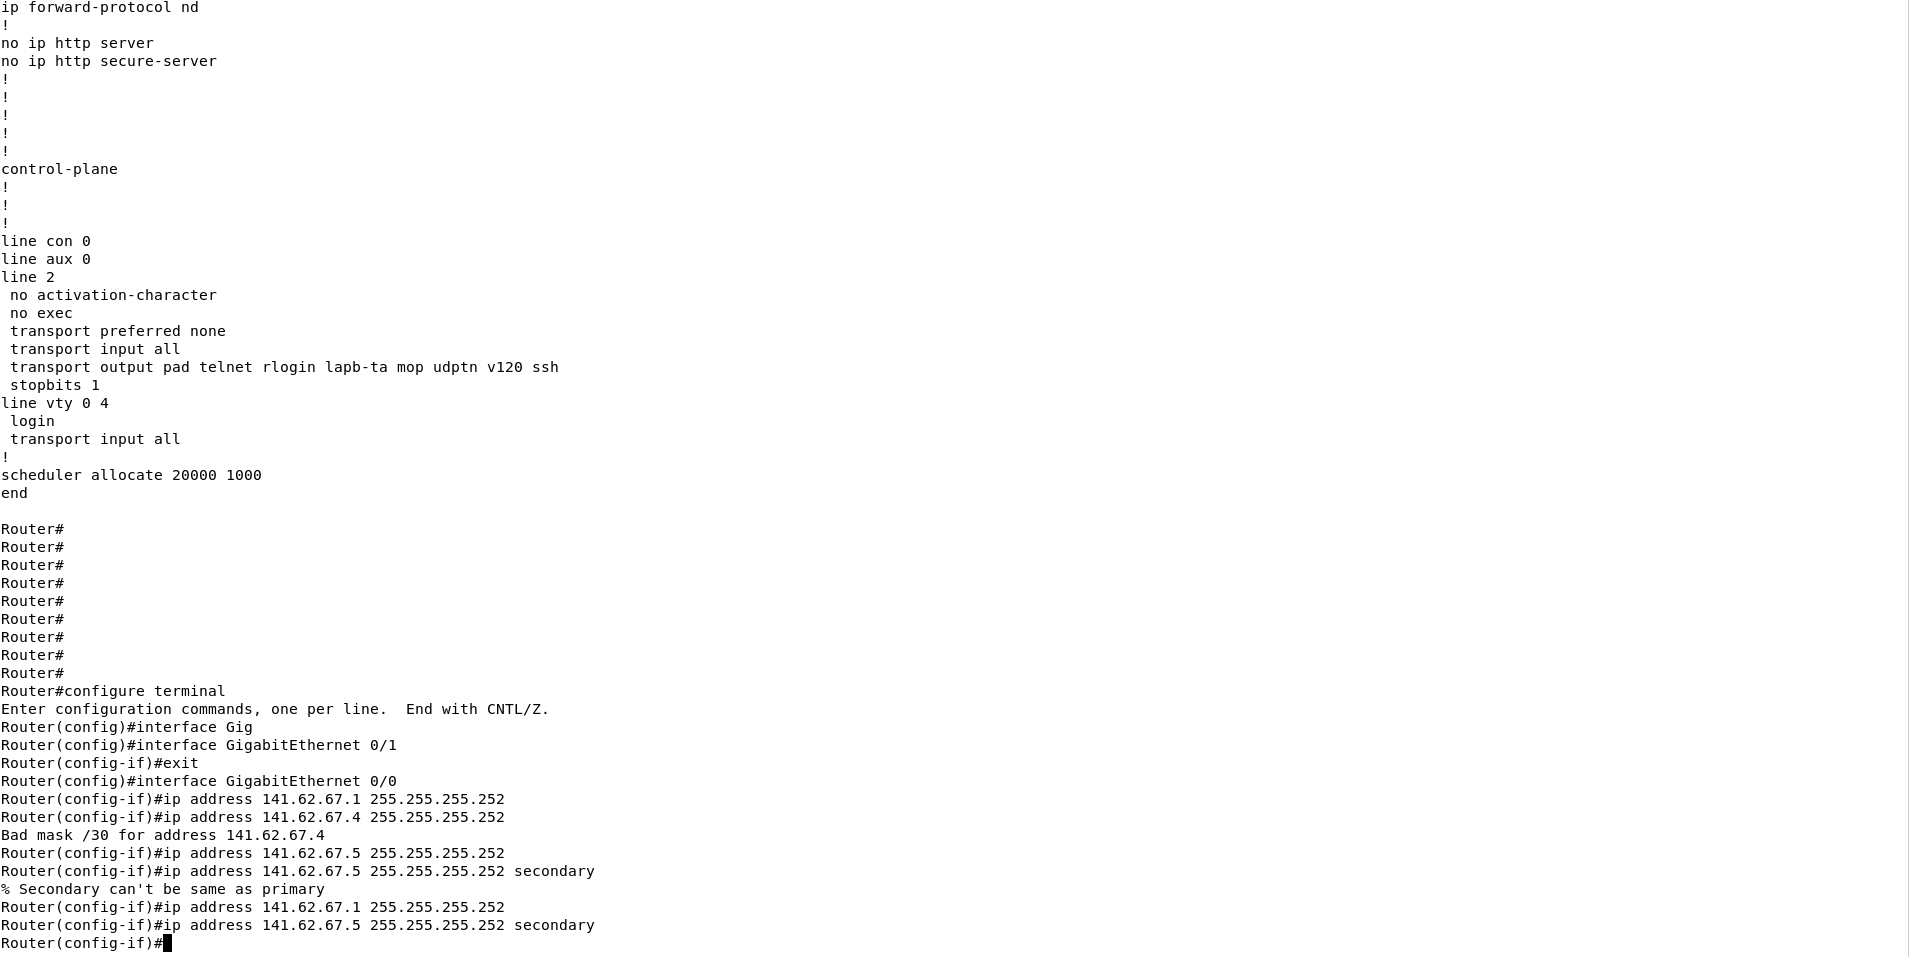 ip forward-protocol nd
!
no ip http server
no ip http secure-server
!
!
!
!
!
control-plane
!
!
!
line con 0
line aux 0
line 2
 no activation-character
 no exec
 transport preferred none
 transport input all
 transport output pad telnet rlogin lapb-ta mop udptn v120 ssh
 stopbits 1
line vty 0 4
 login
 transport input all
!
scheduler allocate 20000 1000
end

Router#
Router#
Router#
Router#
Router#
Router#
Router#
Router#
Router#
Router#configure terminal
Enter configuration commands, one per line.  End with CNTL/Z.
Router(config)#interface Gig
Router(config)#interface GigabitEthernet 0/1
Router(config-if)#exit
Router(config)#interface GigabitEthernet 0/0
Router(config-if)#ip address 141.62.67.1 255.255.255.252
Router(config-if)#ip address 141.62.67.4 255.255.255.252
Bad mask /30 for address 141.62.67.4
Router(config-if)#ip address 141.62.67.5 255.255.255.252
Router(config-if)#ip address 141.62.67.5 255.255.255.252 secondary
% Secondary can't be same as primary
Router(config-if)#ip address 141.62.67.1 255.255.255.252
Router(config-if)#ip address 141.62.67.5 255.255.255.252 secondary
Router(config-if)#